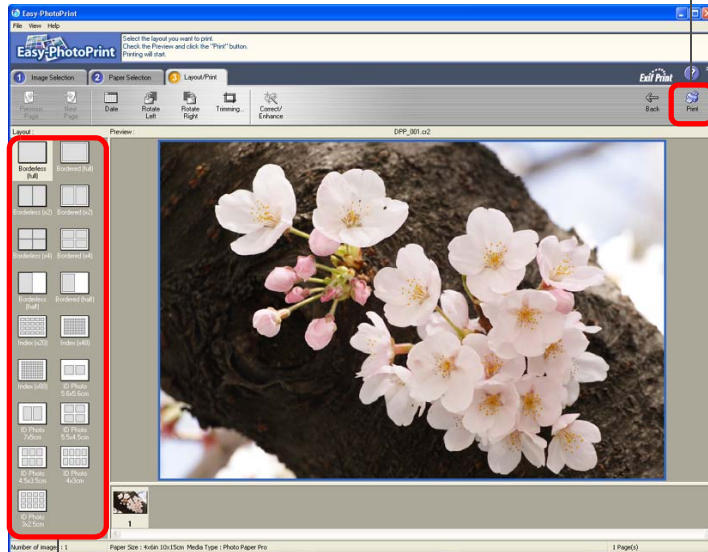 Easy-PhotoPrint
File View Help
Easy-PhotoPrint
Select the layout you want to print.
Check the Preview and click the "Print" button.
Printing will start.
1 Image Selection
2 Paper Selection
3 Layout/Print
Exif Print
?
Previous Page
Next Page
Date
Rotate Left
Rotate Right
Trimming...
Correct/Enhance
Back
Print
Layout :
Preview :
DPP_001.cr2
Borderless (full)
Bordered (full)
Borderless (x2)
Bordered (x2)
Borderless (x4)
Bordered (x4)
Borderless (half)
Bordered (half)
Index (x20)
Index (x40)
Index (x80)
ID Photo 5.6x5.6cm
ID Photo 7x5cm
ID Photo 5.5x4.5cm
ID Photo 4.5x3.5cm
ID Photo 4x3cm
ID Photo 3x2.5cm
1
Number of images : 1
Paper Size : 4x6in 10x15cm Media Type : Photo Paper Pro
1 Page(s)